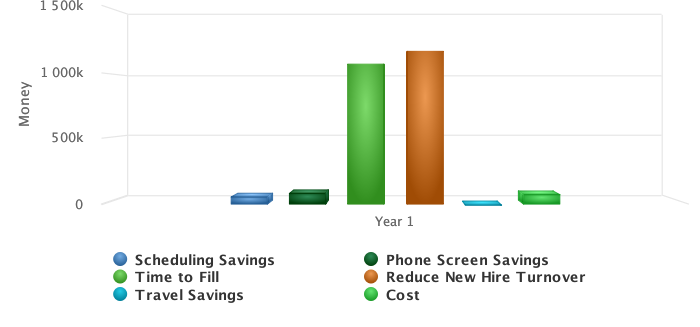 1 500k
1 000k
500k
0
Money
Year 1
Scheduling Savings
Phone Screen Savings
Time to Fill
Reduce New Hire Turnover
Travel Savings
Cost